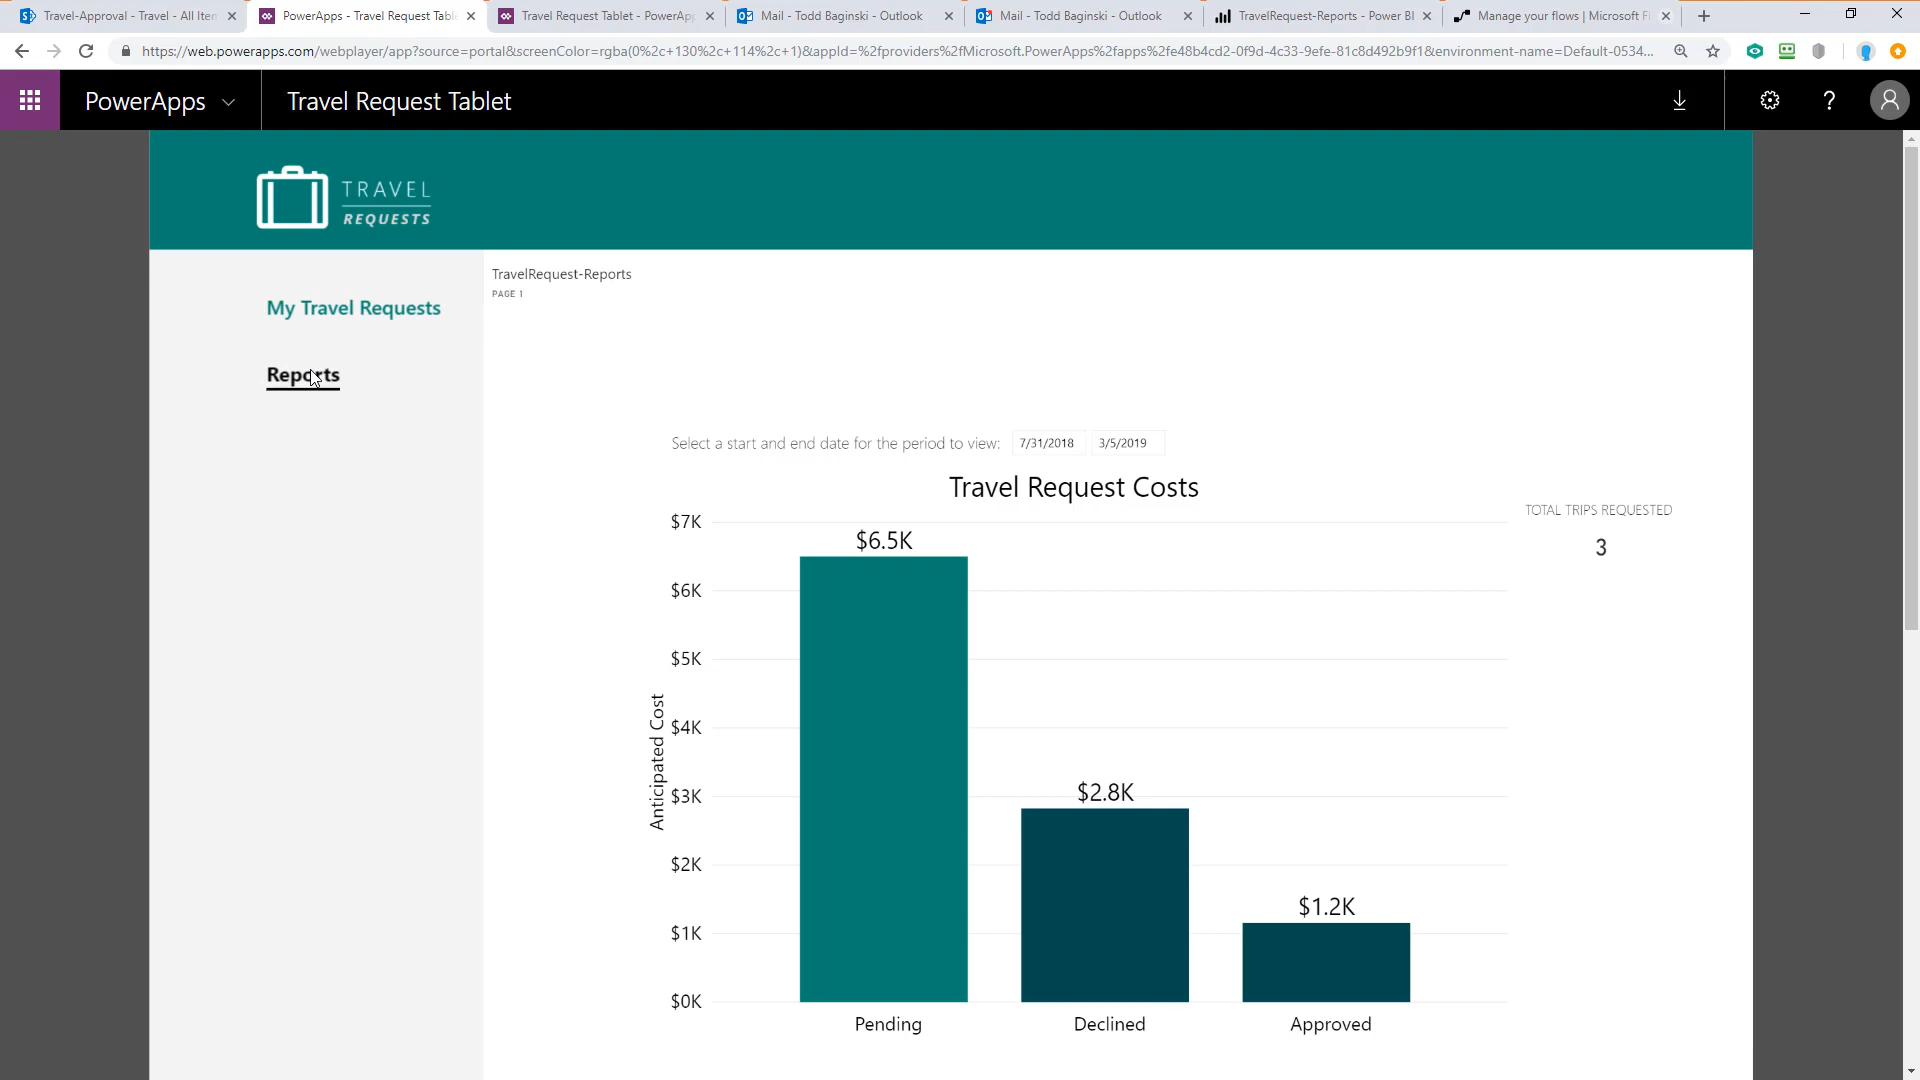 Travel-Approval - Travel - All Iten
PowerApps - Travel Request Table
Travel Request Tablet - PowerApp
Mail - Todd Baginski - Outlook
Mail - Todd Baginski - Outlook
TravelRequest-Reports - Power BI
Manage your flows | Microsoft Fl
https://web.powerapps.com/webplayer/app?source=portal&screenColor=rgba(0%2c+130%2c+114%2c+1)&appId=%2fproviders%2fMicrosoft.PowerApps%2fapps%2fe48b4cd2-0f9d-4c33-9efe-81c8d492b9f1&environment-name=Default-0534...
PowerApps
Travel Request Tablet
?
TRAVEL
REQUESTS
My Travel Requests
Reports
TravelRequest-Reports
PAGE 1
Select a start and end date for the period to view: 7/31/2018 3/5/2019
Travel Request Costs
TOTAL TRIPS REQUESTED
3
Anticipated Cost
$7K
$6K
$5K
$4K
$3K
$2K
$1K
$0K
$6.5K
$2.8K
$1.2K
Pending
Declined
Approved